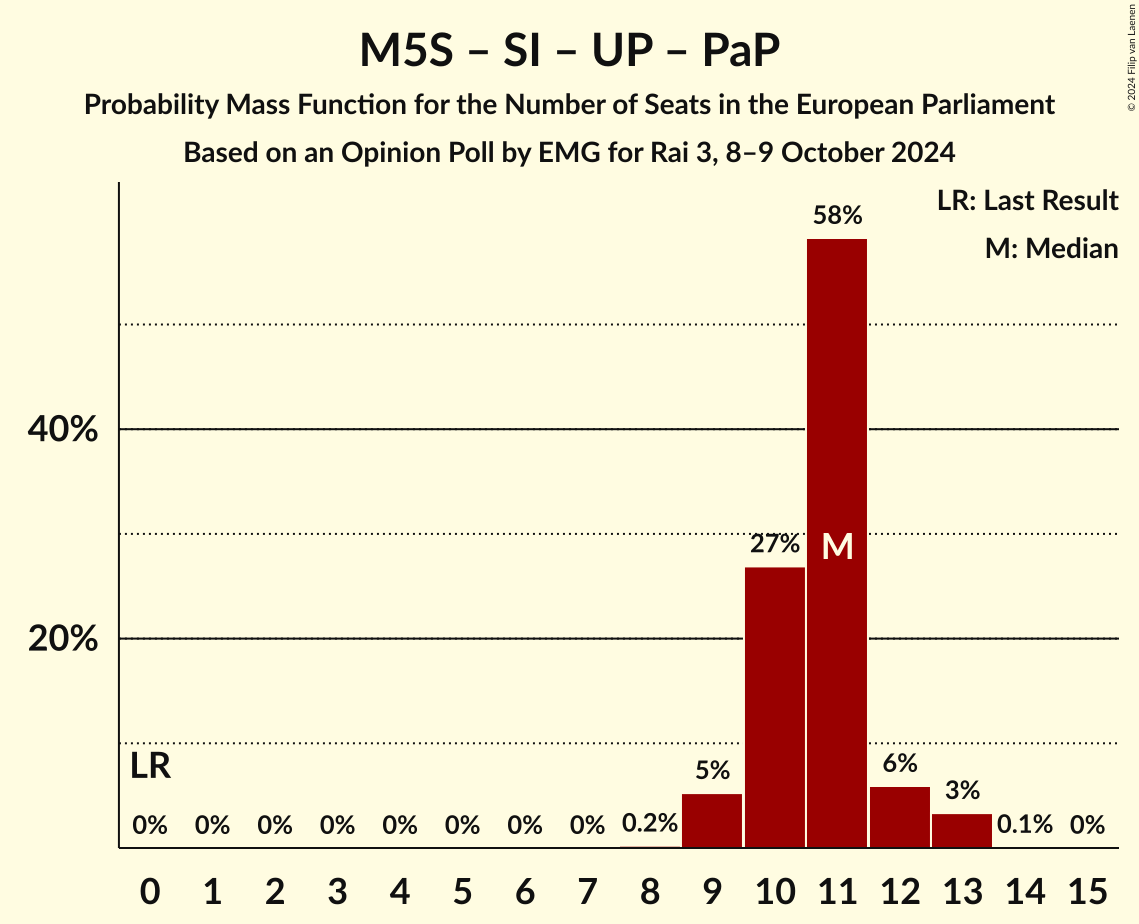 M5S – SI – UP – PaP
Probability Mass Function for the Number of Seats in the European Parliament
Based on an Opinion Poll by EMG for Rai 3, 8–9 October 2024
© 2024 Filip van Laenen
LR: Last Result
M: Median
58%
40%
27%
M
20%
LR
5%
6%
3%
0% 0% 0% 0% 0% 0% 0% 0% 0.2% 0.1% 0%
0 1 2 3 4 5 6 7 8 9 10 11 12 13 14 15